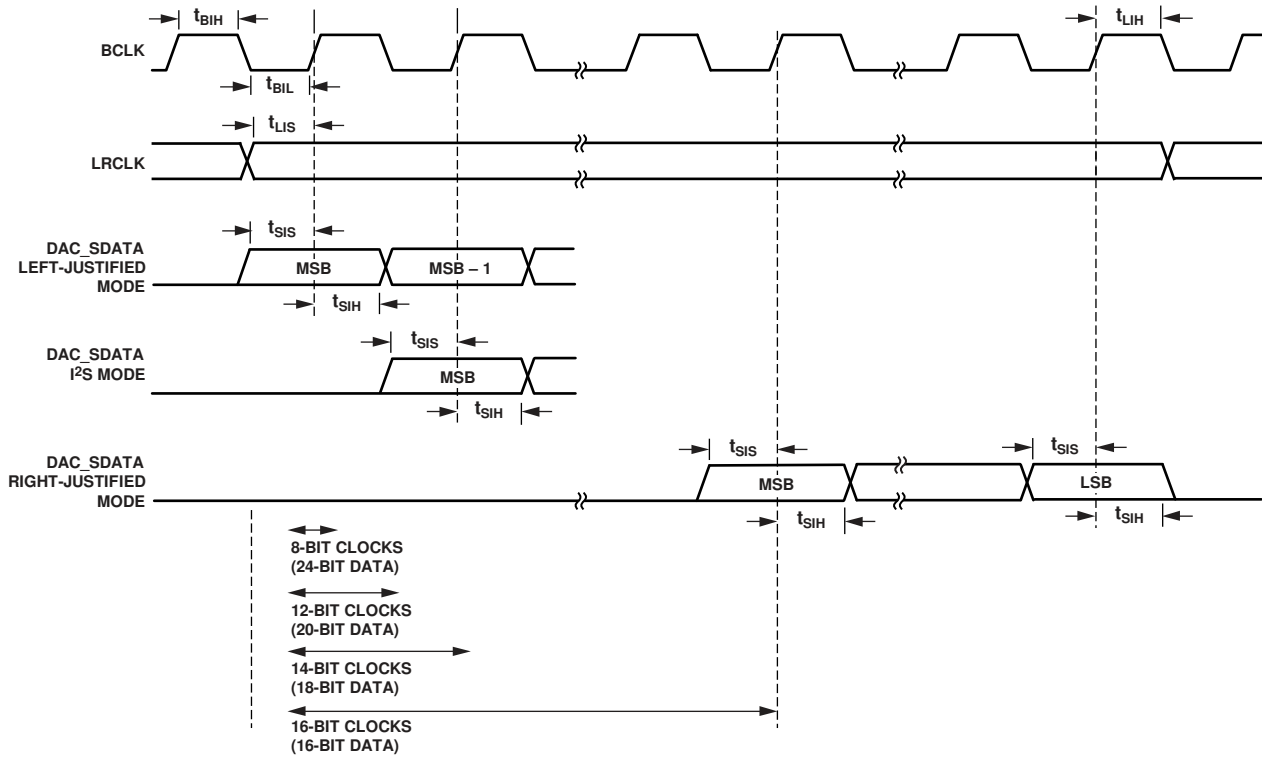 tBIH
tLIH
BCLK
tBIL
tLIS
LRCLK
tSIS
DAC_SDATA
LEFT-JUSTIFIED
MODE
MSB
MSB – 1
tSIH
tSIS
DAC_SDATA
I2S MODE
MSB
tSIH
tSIS
tSIS
DAC_SDATA
RIGHT-JUSTIFIED
MODE
MSB
LSB
tSIH
tSIH
8-BIT CLOCKS
(24-BIT DATA)
12-BIT CLOCKS
(20-BIT DATA)
14-BIT CLOCKS
(18-BIT DATA)
16-BIT CLOCKS
(16-BIT DATA)